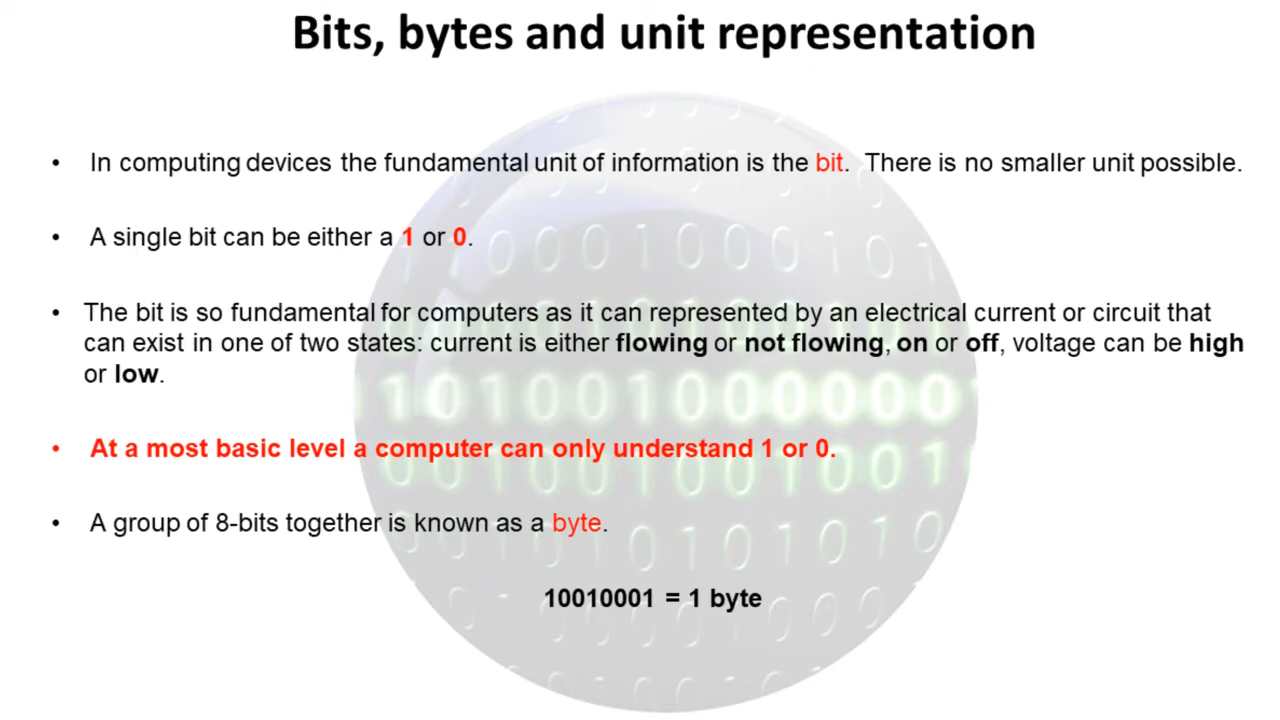 Bits, bytes and unit representation
• In computing devices the fundamental unit of information is the bit. There is no smaller unit possible.
• A single bit can be either a 1 or 0.
• The bit is so fundamental for computers as it can represented by an electrical current or circuit that
can exist in one of two states: current is either flowing or not flowing, on or off, voltage can be high
or low.
• At a most basic level a computer can only understand 1 or 0.
• A group of 8-bits together is known as a byte.
10010001 = 1 byte